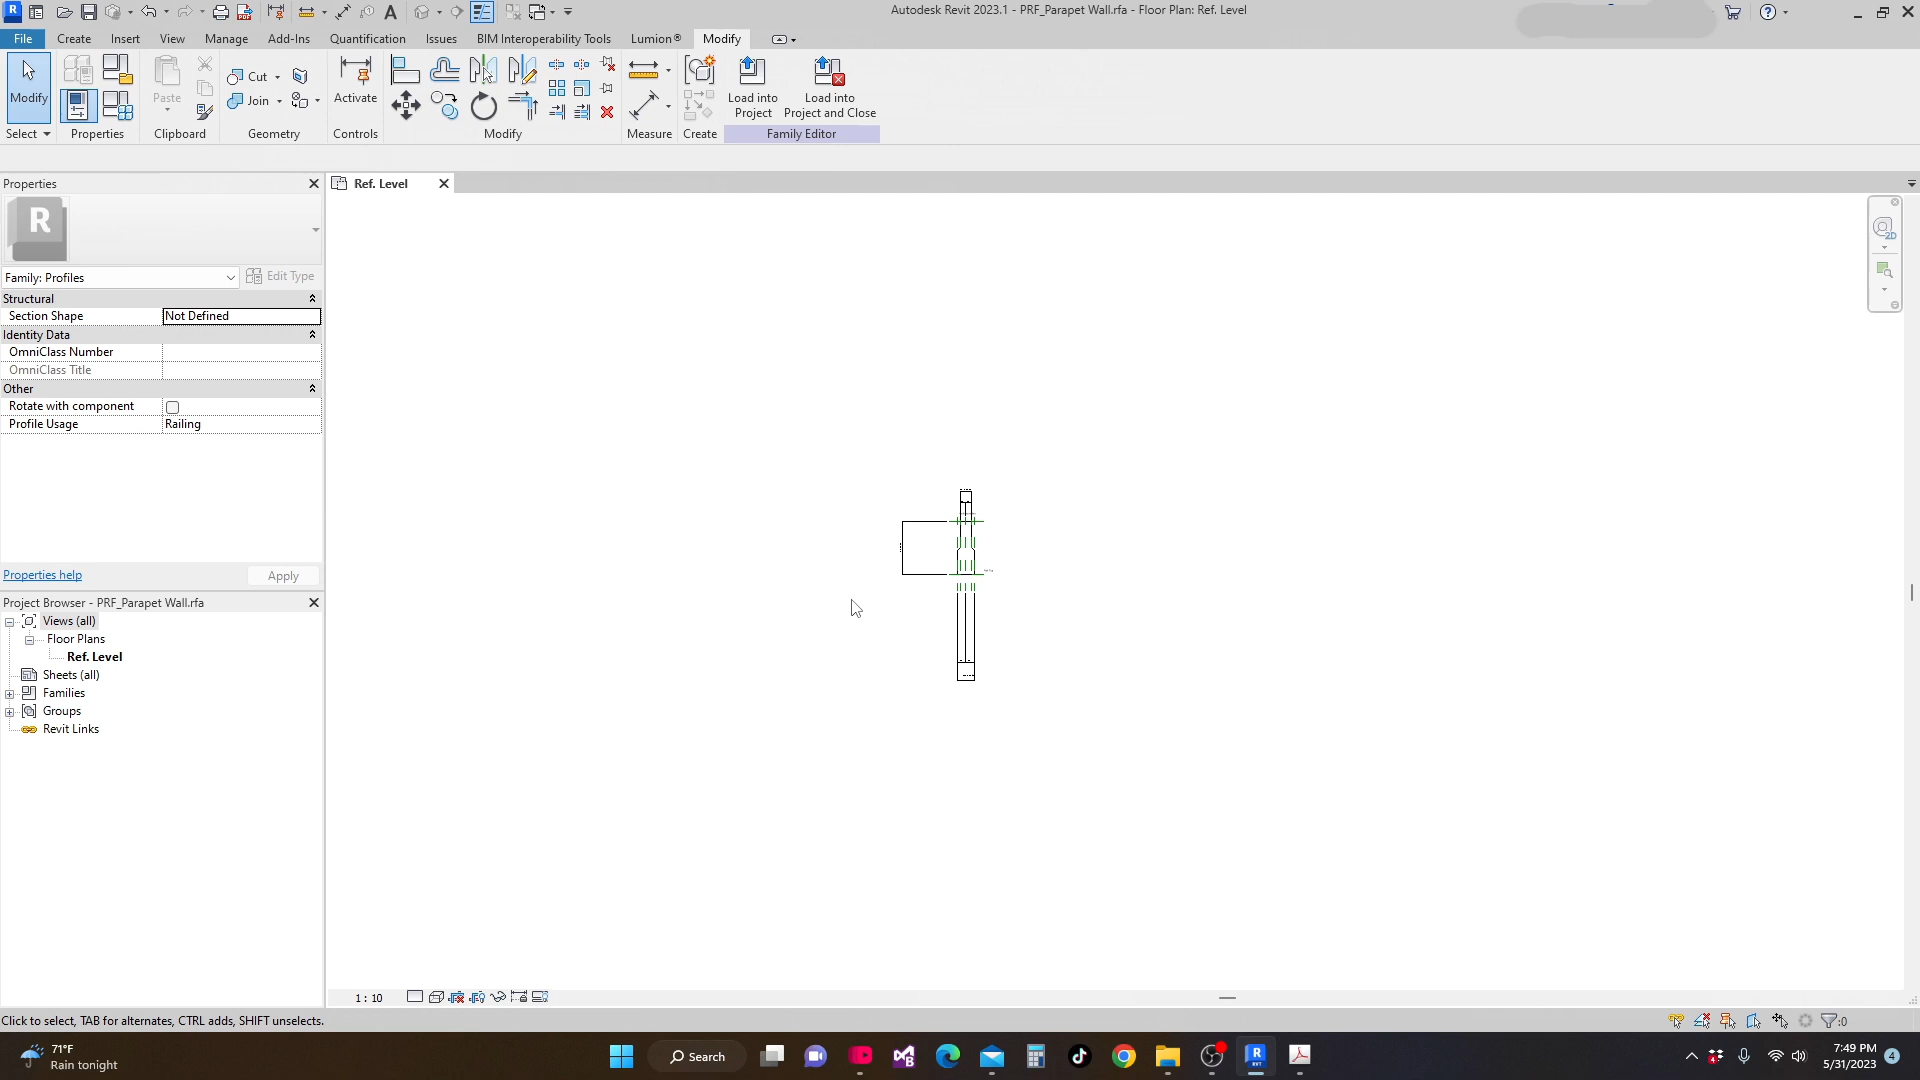 Autodesk Revit 2023.1 - PRF_Parapet Wall.rfa - Floor Plan: Ref. Level
File Create Insert View Manage Add-Ins Quantification Issues BIM Interoperability Tools Lumion® Modify
Modify
Paste
Cut
Join
Activate
Load into Project
Load into Project and Close
Select Properties Clipboard Geometry Controls Modify Measure Create Family Editor
Properties
Ref. Level
R
Family: Profiles
Edit Type
Structural
Section Shape Not Defined
Identity Data
OmniClass Number
OmniClass Title
Other
Rotate with component
Profile Usage Railing
Properties help
Apply
Project Browser - PRF_Parapet Wall.rfa
Views (all)
Floor Plans
Ref. Level
Sheets (all)
Families
Groups
Revit Links
2D
1 : 10
Click to select, TAB for alternates, CTRL adds, SHIFT unselects.
:0
71°F
Rain tonight
Search
7:49 PM
5/31/2023
4